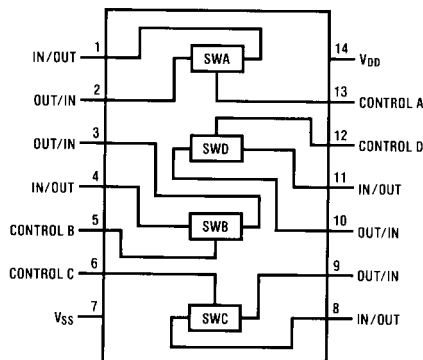 IN/OUT 1
OUT/IN 2
OUT/IN 3
IN/OUT 4
CONTROL B 5
CONTROL C 6
VSS 7
SWA
SWD
SWB
SWC
14 VDD
13 CONTROL A
12 CONTROL D
11 IN/OUT
10 OUT/IN
9 OUT/IN
8 IN/OUT